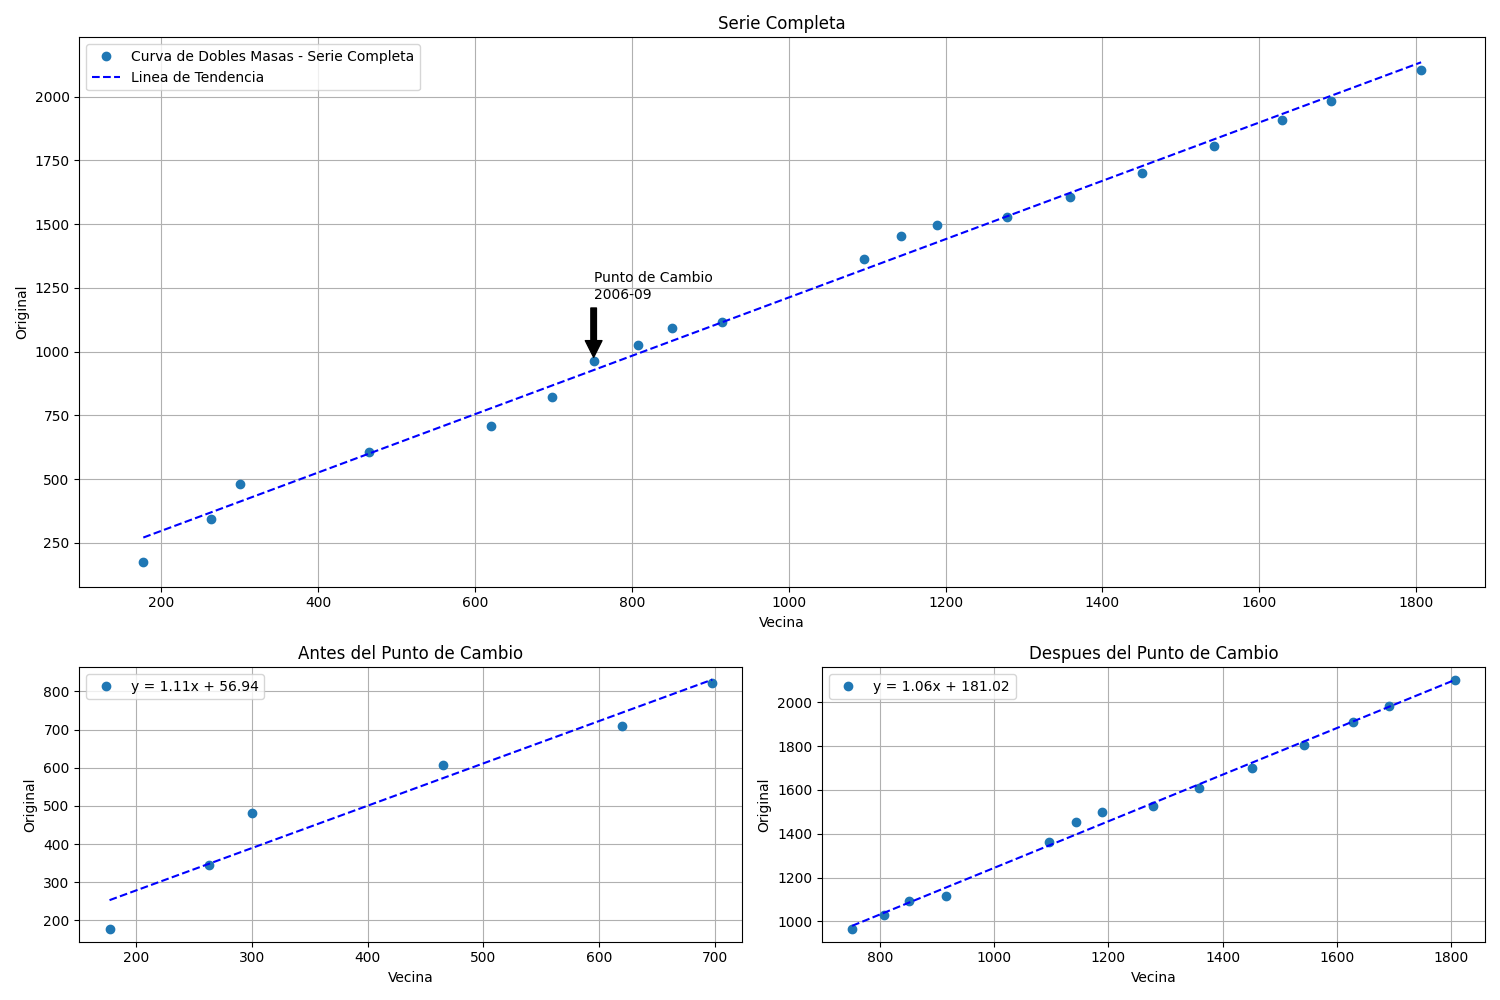 Serie Completa
Curva de Dobles Masas - Serie Completa
Linea de Tendencia
Original
2000
1750
1500
1250
1000
750
500
250
Punto de Cambio
2006-09
200 400 600 800 1000 1200 1400 1600 1800
Vecina
Antes del Punto de Cambio
y = 1.11x + 56.94
Original
800
700
600
500
400
300
200
200 300 400 500 600 700
Vecina
Despues del Punto de Cambio
y = 1.06x + 181.02
Original
2000
1800
1600
1400
1200
1000
800 1000 1200 1400 1600 1800
Vecina